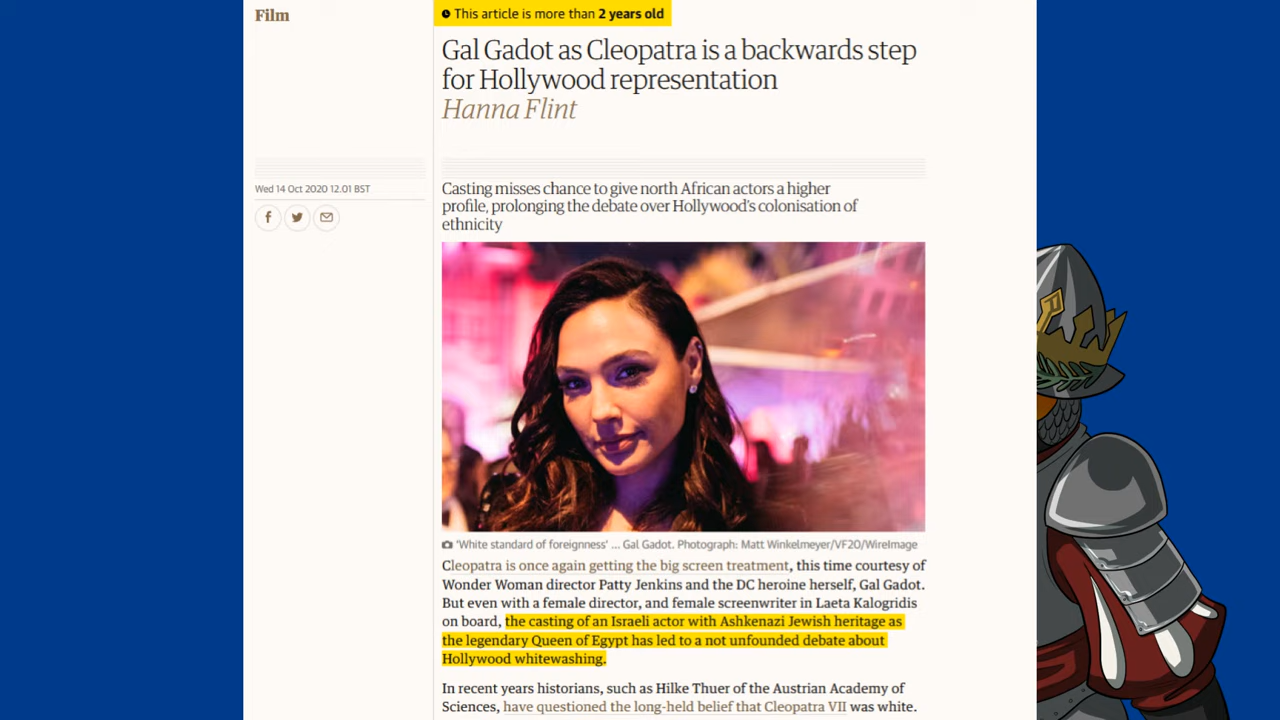 Film
This article is more than 2 years old
Gal Gadot as Cleopatra is a backwards step
for Hollywood representation
Hanna Flint
Wed 14 Oct 2020 12.01 BST
Casting misses chance to give north African actors a higher
profile, prolonging the debate over Hollywood's colonisation of
ethnicity
'White standard of foreignness' ... Gal Gadot. Photograph: Matt Winkelmeyer/VF20/WireImage
Cleopatra is once again getting the big screen treatment, this time courtesy of
Wonder Woman director Patty Jenkins and the DC heroine herself, Gal Gadot.
But even with a female director, and female screenwriter in Laeta Kalogridis
on board, the casting of an Israeli actor with Ashkenazi Jewish heritage as
the legendary Queen of Egypt has led to a not unfounded debate about
Hollywood whitewashing.
In recent years historians, such as Hilke Thuer of the Austrian Academy of
Sciences, have questioned the long-held belief that Cleopatra VII was white.